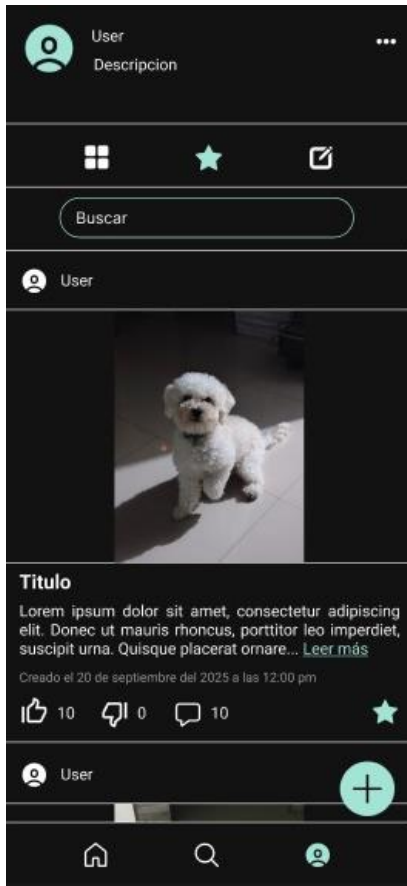 User
Descripcion
Buscar
User
Titulo
Lorem ipsum dolor sit amet, consectetur adipiscing
elit. Donec ut mauris rhoncus, porttitor leo imperdiet,
suscipit urna. Quisque placerat ornare... Leer más
Creado el 20 de septiembre del 2025 a las 12:00 pm
10 0 10
User